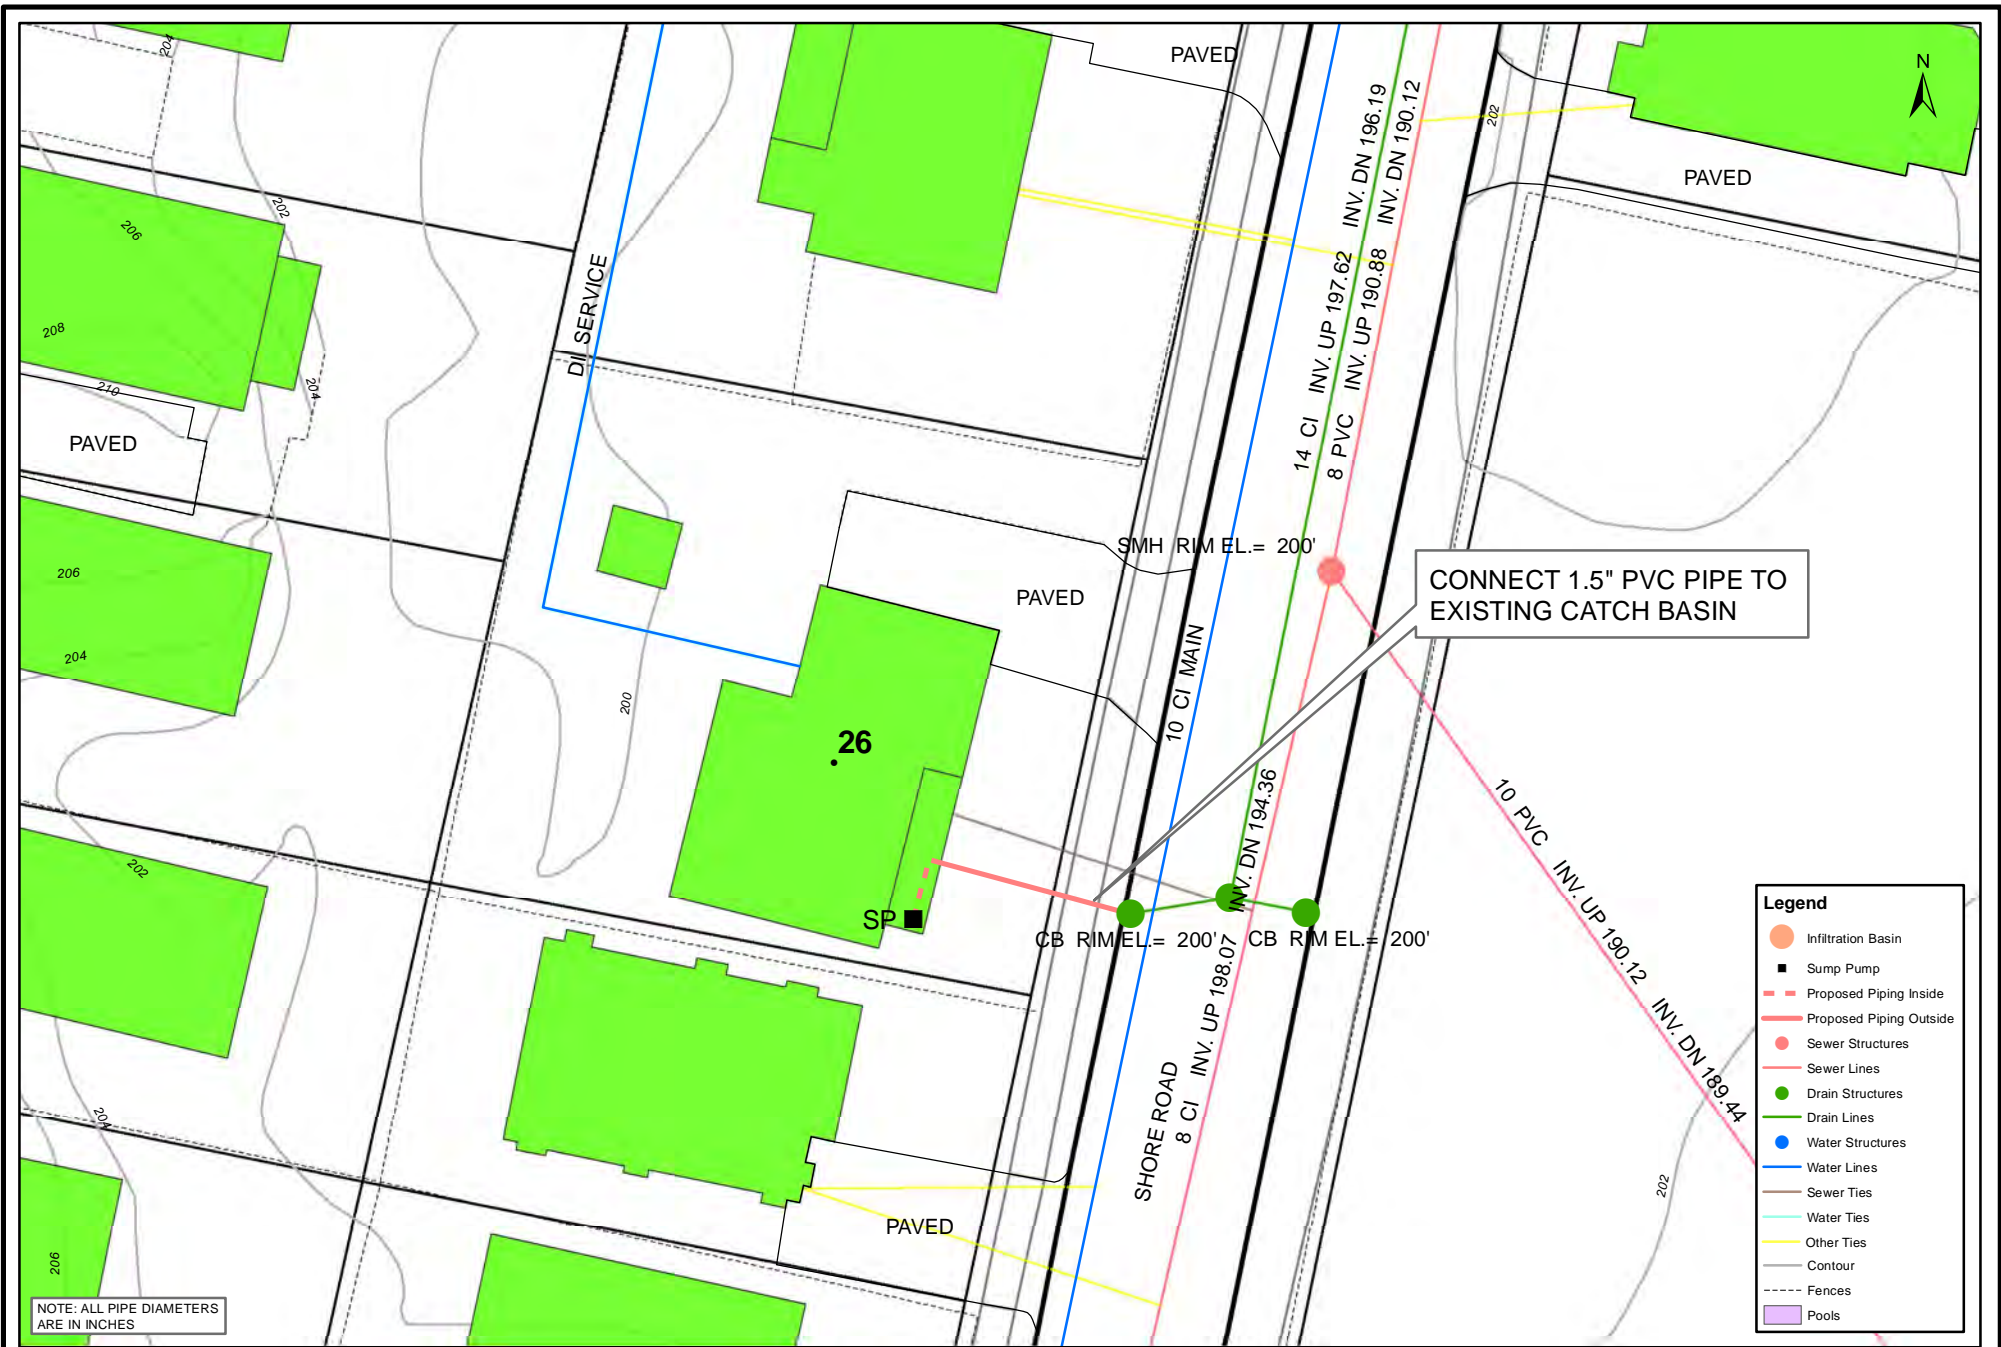 204
PAVED
N
202
PAVED
14 CI INV. UP 197.62 INV. DN 196.19
8 PVC INV. UP 190.88 INV. DN 190.12
202
206
208
210
204
DI SERVICE
PAVED
SMH RIM EL.= 200'
CONNECT 1.5" PVC PIPE TO
EXISTING CATCH BASIN
206
PAVED
204
200
10 CI MAIN
26
INV. DN 194.36
10 PVC INV. UP 190.12 INV. DN 189.44
202
SP
CB RIM EL.= 200'
CB RIM EL.= 200'
8 CI INV. UP 198.07
SHORE ROAD
204
202
PAVED
206
NOTE: ALL PIPE DIAMETERS
ARE IN INCHES
Legend
Infiltration Basin
Sump Pump
Proposed Piping Inside
Proposed Piping Outside
Sewer Structures
Sewer Lines
Drain Structures
Drain Lines
Water Structures
Water Lines
Sewer Ties
Water Ties
Other Ties
Contour
Fences
Pools